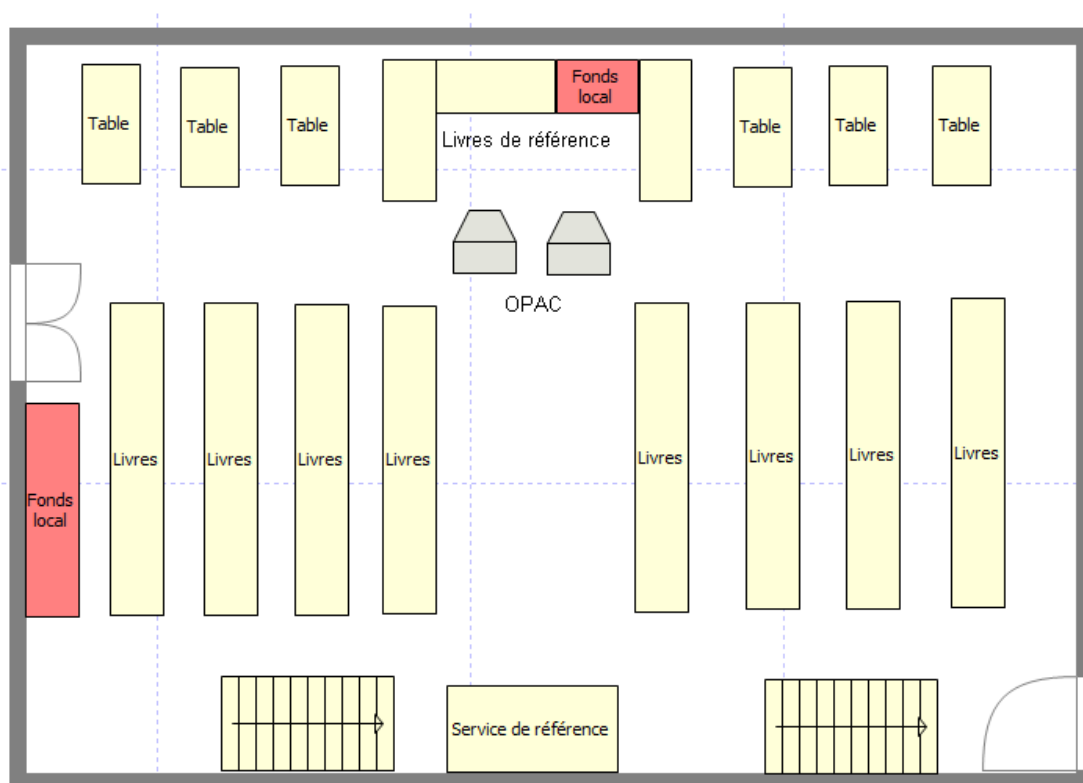 Fonds
local
Table
Table
Table
Table
Table
Table
Livres de référence
OPAC
Livres
Livres
Livres
Livres
Livres
Livres
Livres
Livres
Fonds
local
Service de référence